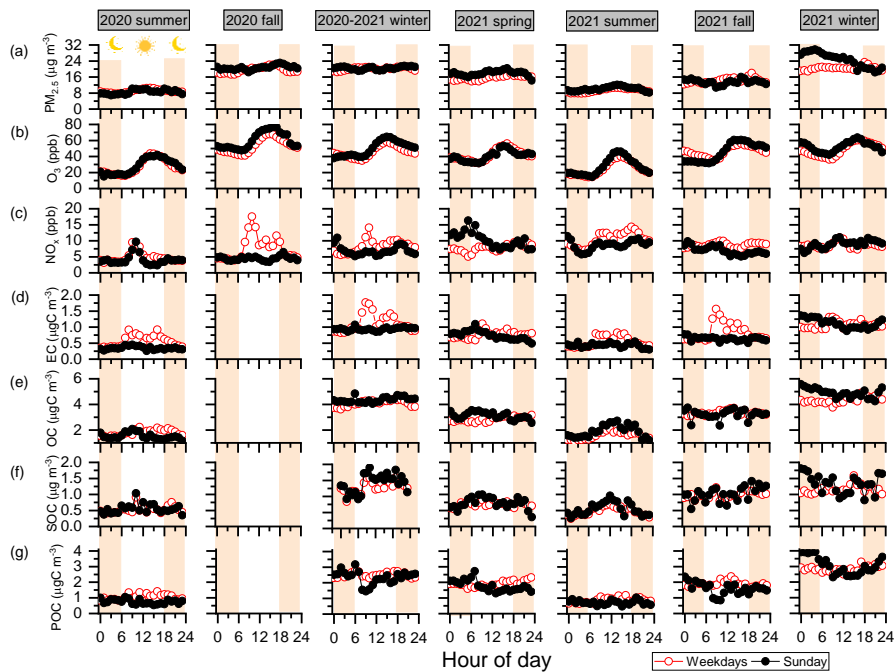 2020 summer 2020 fall 2020-2021 winter 2021 spring 2021 summer 2021 fall 2021 winter
(a) PM2.5 (µg m-3) 32 24 16 8 0
(b) O3 (ppb) 80 60 40 20 0
(c) NOx (ppb) 20 15 10 5 0
(d) EC (µgC m-3) 2.0 1.5 1.0 0.5 0.0
(e) OC (µgC m-3) 6 4 2
(f) SOC (µg m-3) 2.0 1.5 1.0 0.5 0.0
(g) POC (µgC m-3) 4 3 2 1 0
0 6 12 18 24 0 6 12 18 24 0 6 12 18 24 0 6 12 18 24 0 6 12 18 24 0 6 12 18 24 0 6 12 18 24
Hour of day
Weekdays Sunday